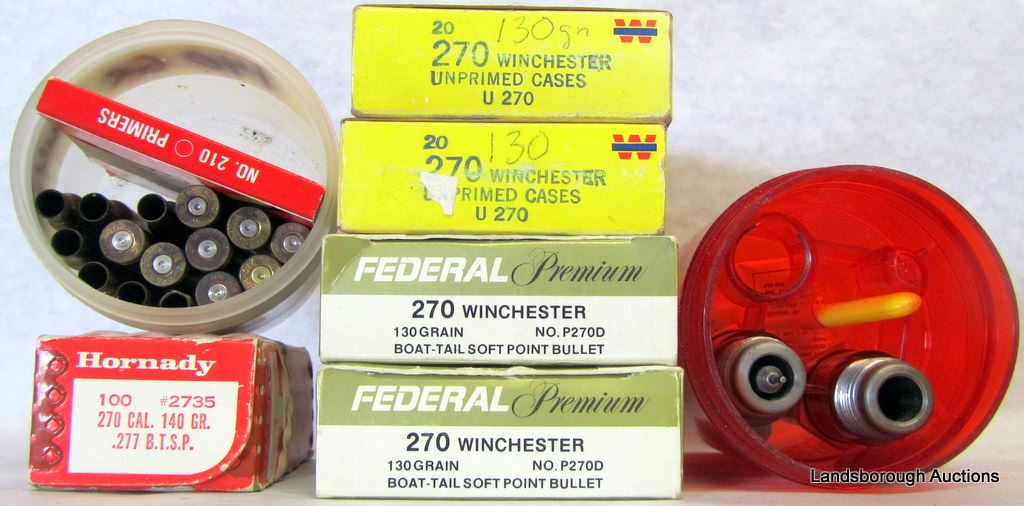 NO. 210 PRIMERS
Hornady
100 #2735
270 CAL. 140 GR.
.277 B.T.S.P.
20 130gn W
270 WINCHESTER
UNPRIMED CASES
U 270
20 130 W
270 WINCHESTER
UNPRIMED CASES
U 270
FEDERAL Premium
270 WINCHESTER
130 GRAIN NO. P270D
BOAT-TAIL SOFT POINT BULLET
FEDERAL Premium
270 WINCHESTER
130 GRAIN NO. P270D
BOAT-TAIL SOFT POINT BULLET
Landsborough Auctions